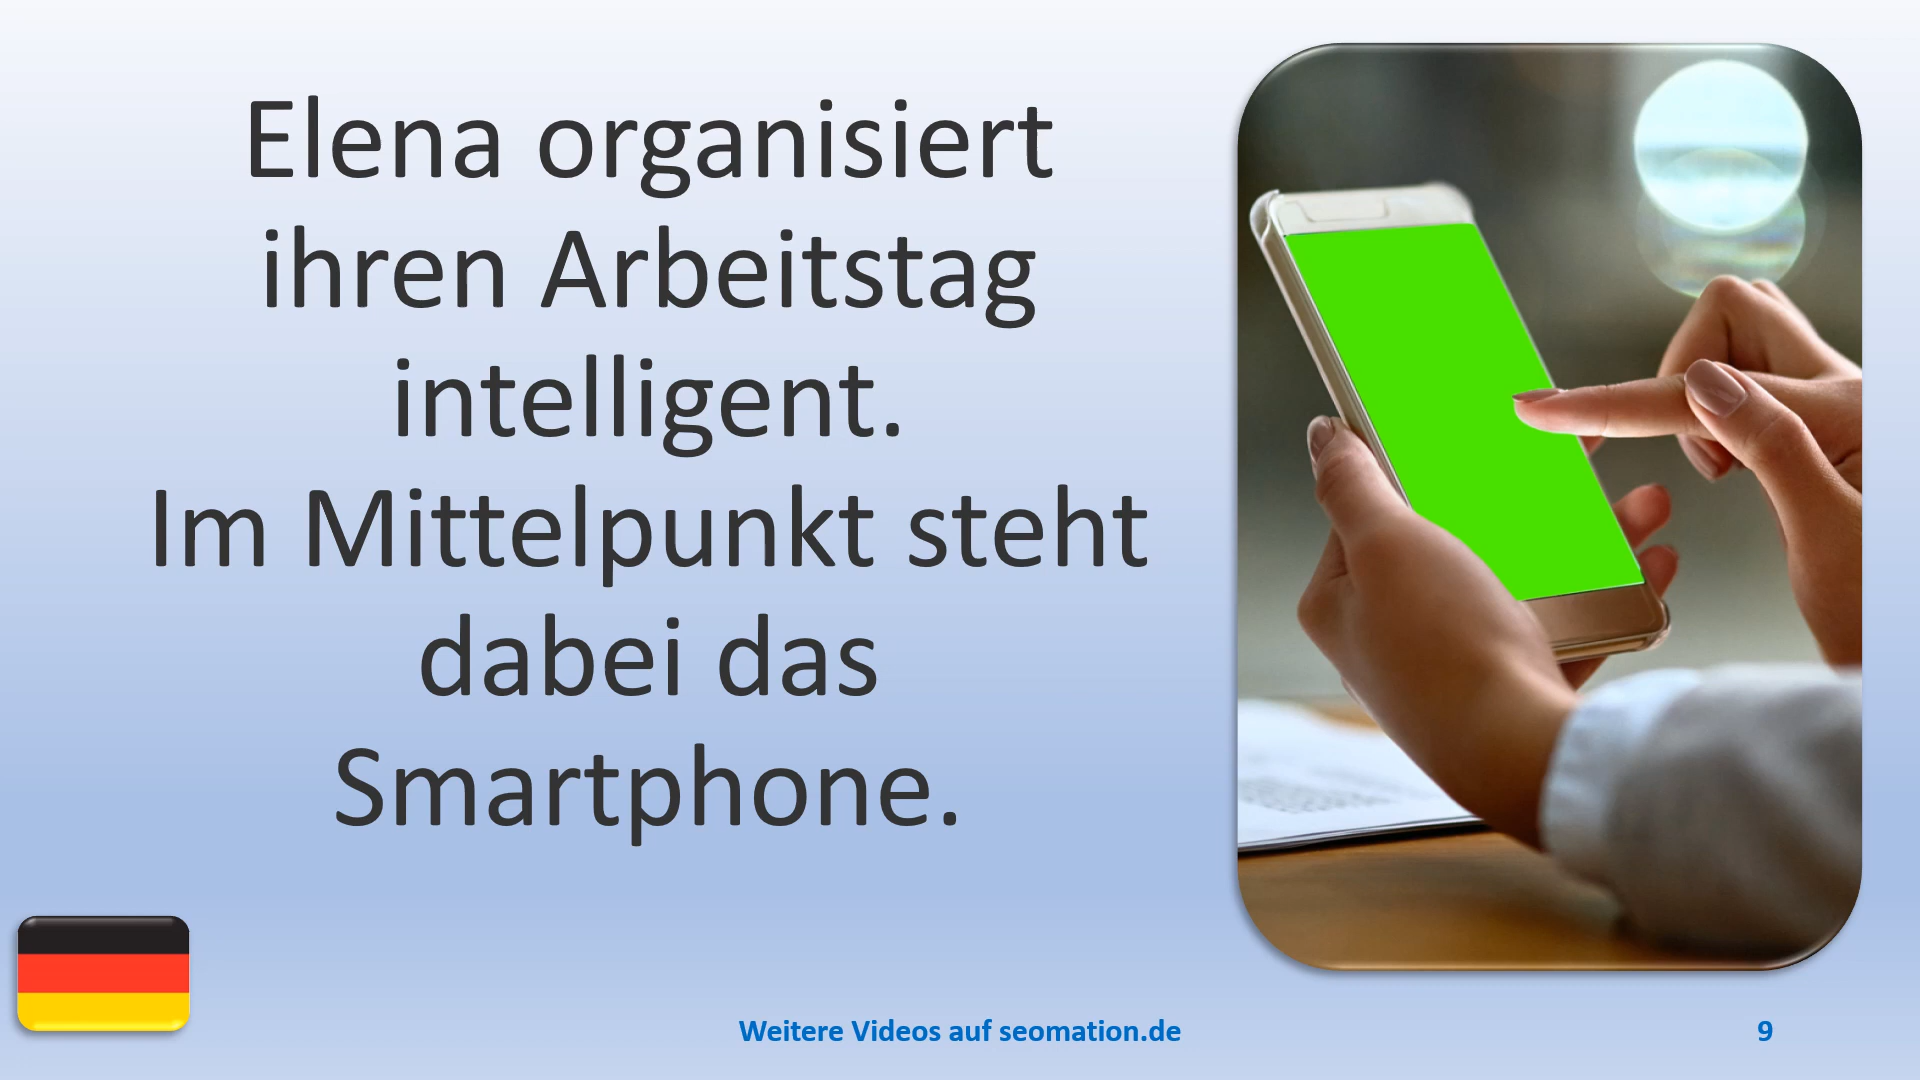 Elena organisiert
ihren Arbeitstag
intelligent.
Im Mittelpunkt steht
dabei das
Smartphone.
Weitere Videos auf seomation.de
9